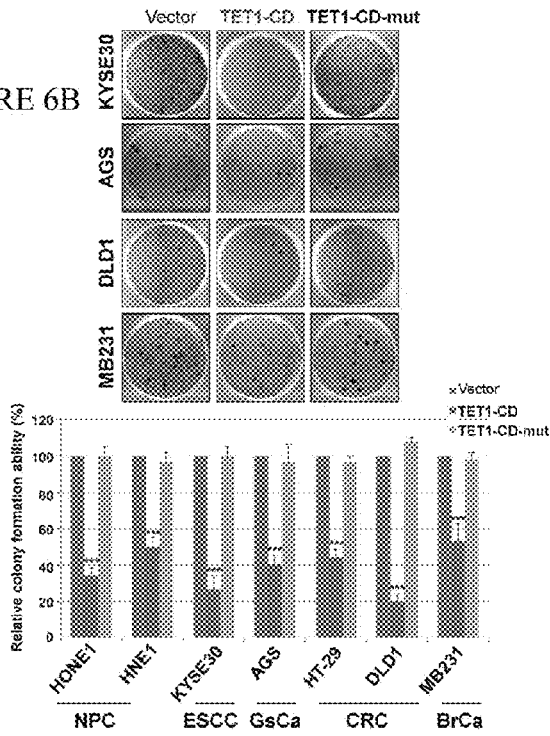 Vector TET1-CD TET1-CD-mut
RE 6B
KYSE30
AGS
DLD1
MB231
Vector
TET1-CD
TET1-CD-mut
Relative colony formation ability (%)
120
100
80
60
40
20
0
** ** ** ** ** ** **
HONE1 HNE1 KYSE30 AGS HT-29 DLD1 MB231
NPC ESCC GsCa CRC BrCa